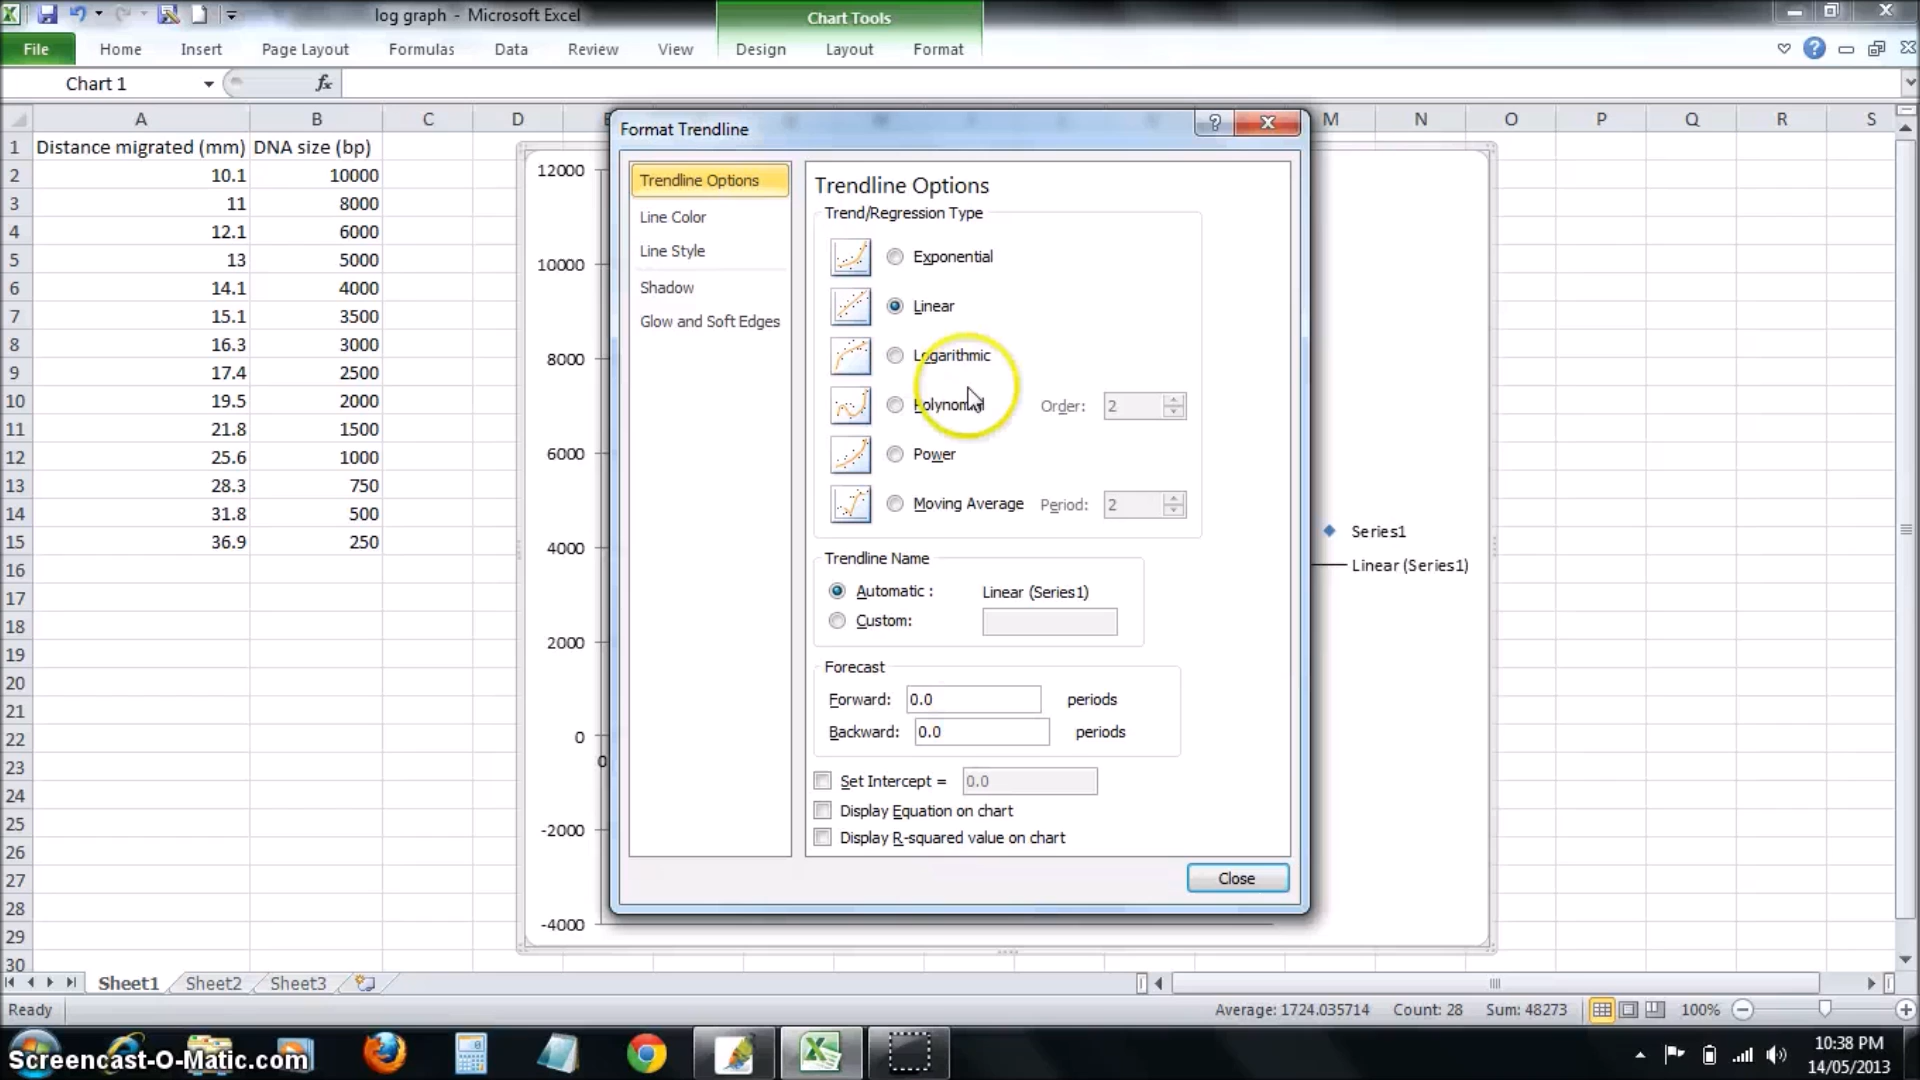 log graph - Microsoft Excel
Chart Tools
File Home Insert Page Layout Formulas Data Review View Design Layout Format
Chart 1 fx
A B C D M N O P Q R S
1 Distance migrated (mm) DNA size (bp)
2 10.1 10000
3 11 8000
4 12.1 6000
5 13 5000
6 14.1 4000
7 15.1 3500
8 16.3 3000
9 17.4 2500
10 19.5 2000
11 21.8 1500
12 25.6 1000
13 28.3 750
14 31.8 500
15 36.9 250
16
17
18
19
20
21
22
23
24
25
26
27
28
29
30
12000
10000
8000
6000
4000
2000
0
0
-2000
-4000
Format Trendline
?
Trendline Options
Line Color
Line Style
Shadow
Glow and Soft Edges
Trendline Options
Trend/Regression Type
Exponential
Linear
Logarithmic
Polynomial Order: 2
Power
Moving Average Period: 2
Trendline Name
Automatic : Linear (Series1)
Custom:
Forecast
Forward: 0.0 periods
Backward: 0.0 periods
Set Intercept = 0.0
Display Equation on chart
Display R-squared value on chart
Close
Series1
Linear (Series1)
Sheet1 Sheet2 Sheet3
Ready Average: 1724.035714 Count: 28 Sum: 48273 100%
Screencast-O-Matic.com
10:38 PM
14/05/2013